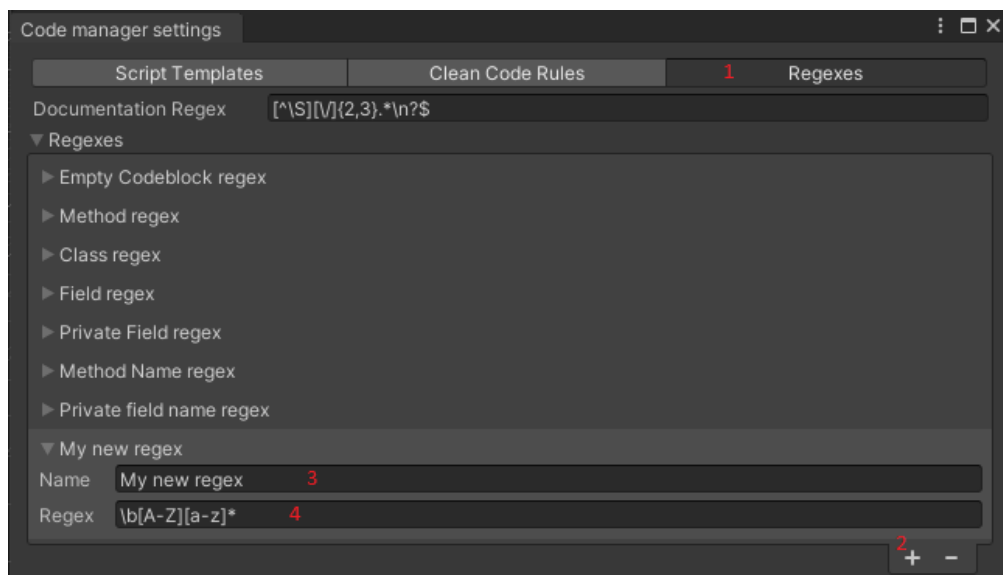 Code manager settings
Script Templates Clean Code Rules 1 Regexes
Documentation Regex [^\S][\/]{2,3}.*\n?$
Regexes
Empty Codeblock regex
Method regex
Class regex
Field regex
Private Field regex
Method Name regex
Private field name regex
My new regex
Name My new regex 3
Regex \b[A-Z][a-z]* 4
2 + -